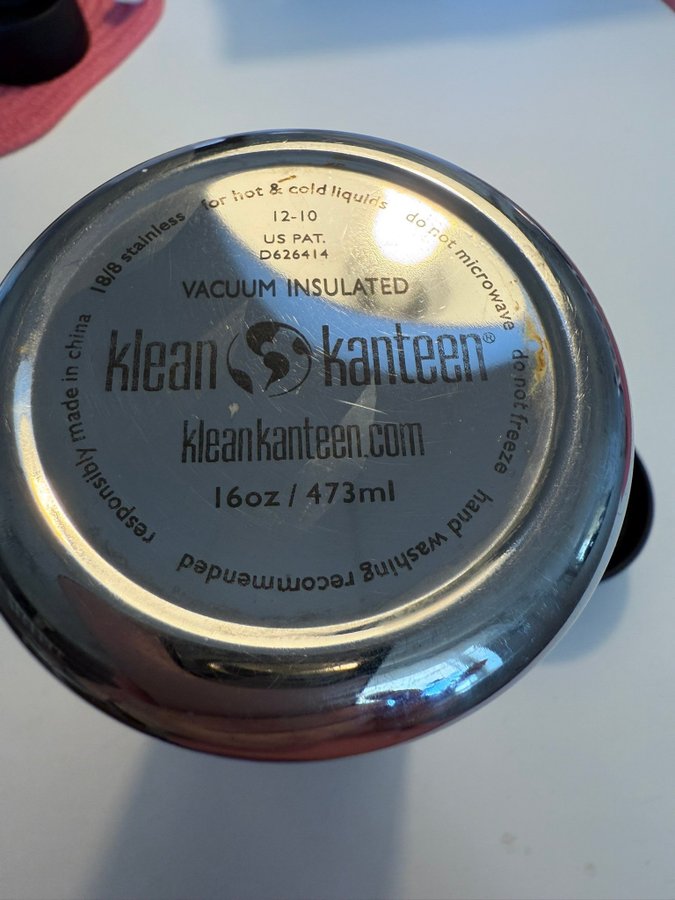 for hot & cold liquids
12-10
US PAT.
D626414
VACUUM INSULATED
klean kanteen®
kleankanteen.com
16oz / 473ml
do not microwave
do not freeze
hand washing recommended
responsibly made in china
18/8 stainless